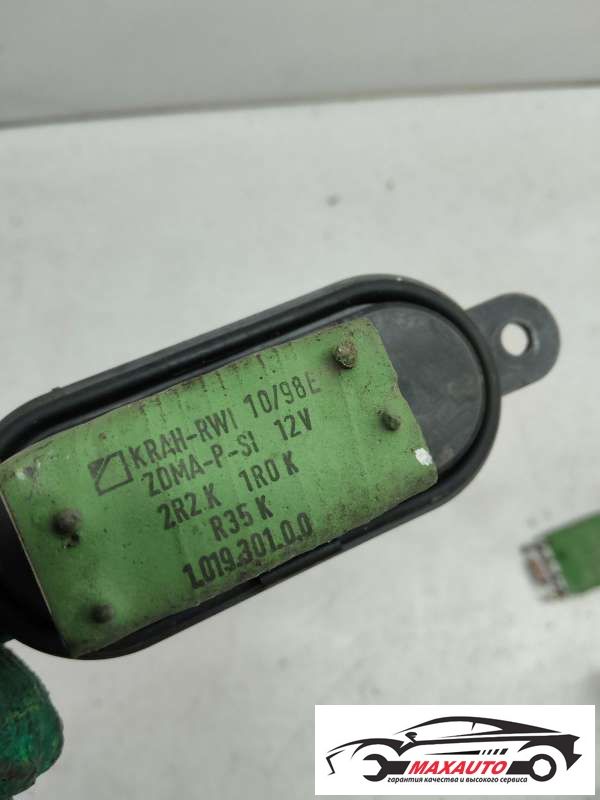 KRAH-RWI 10/98E
ZDMA-P-SI 12V
2R2 K 1R0 K
R35 K
1.019.301.0.0
MAXAUTO
гарантия качества и высокого сервиса